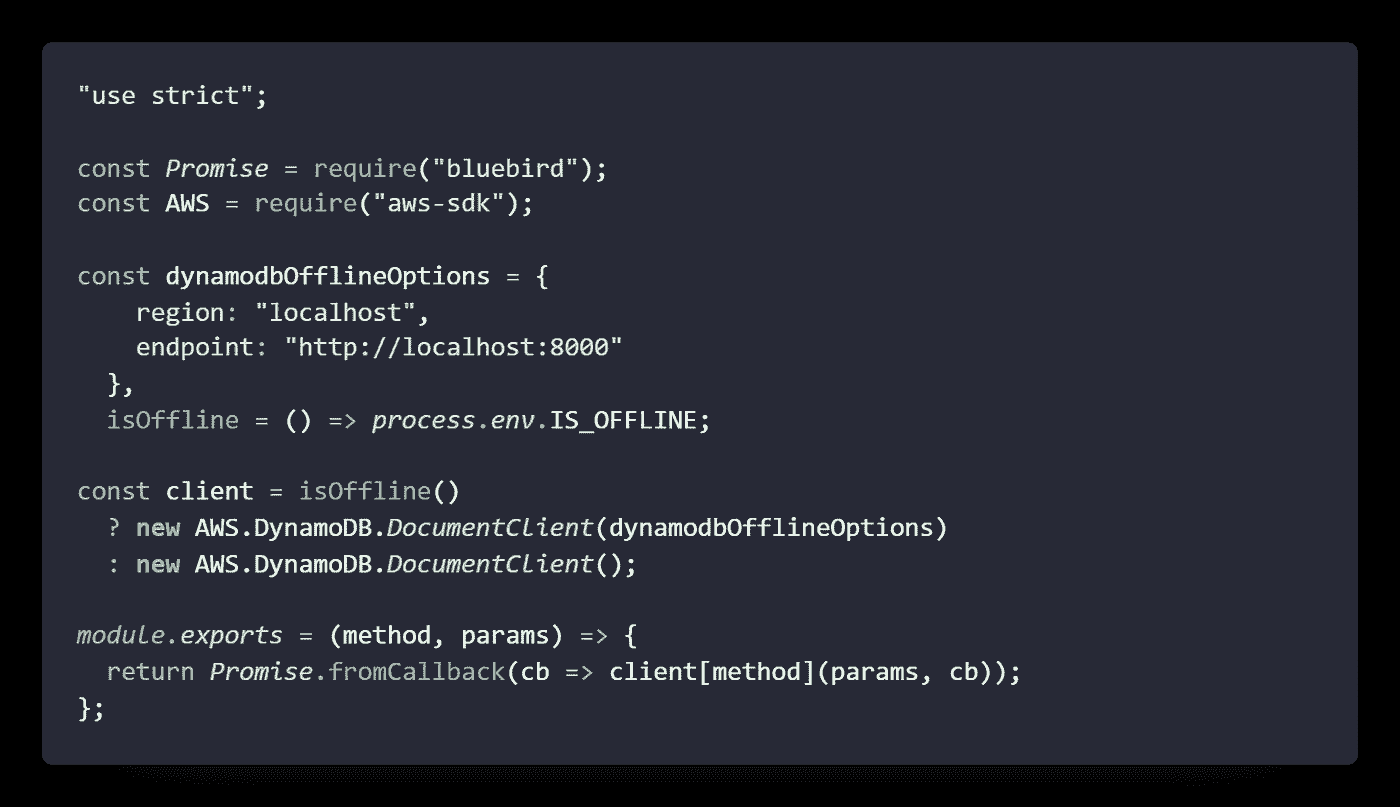 "use strict";

const Promise = require("bluebird");
const AWS = require("aws-sdk");

const dynamodbOfflineOptions = {
    region: "localhost",
    endpoint: "http://localhost:8000"
  },
  isOffline = () => process.env.IS_OFFLINE;

const client = isOffline()
  ? new AWS.DynamoDB.DocumentClient(dynamodbOfflineOptions)
  : new AWS.DynamoDB.DocumentClient();

module.exports = (method, params) => {
  return Promise.fromCallback(cb => client[method](params, cb));
};